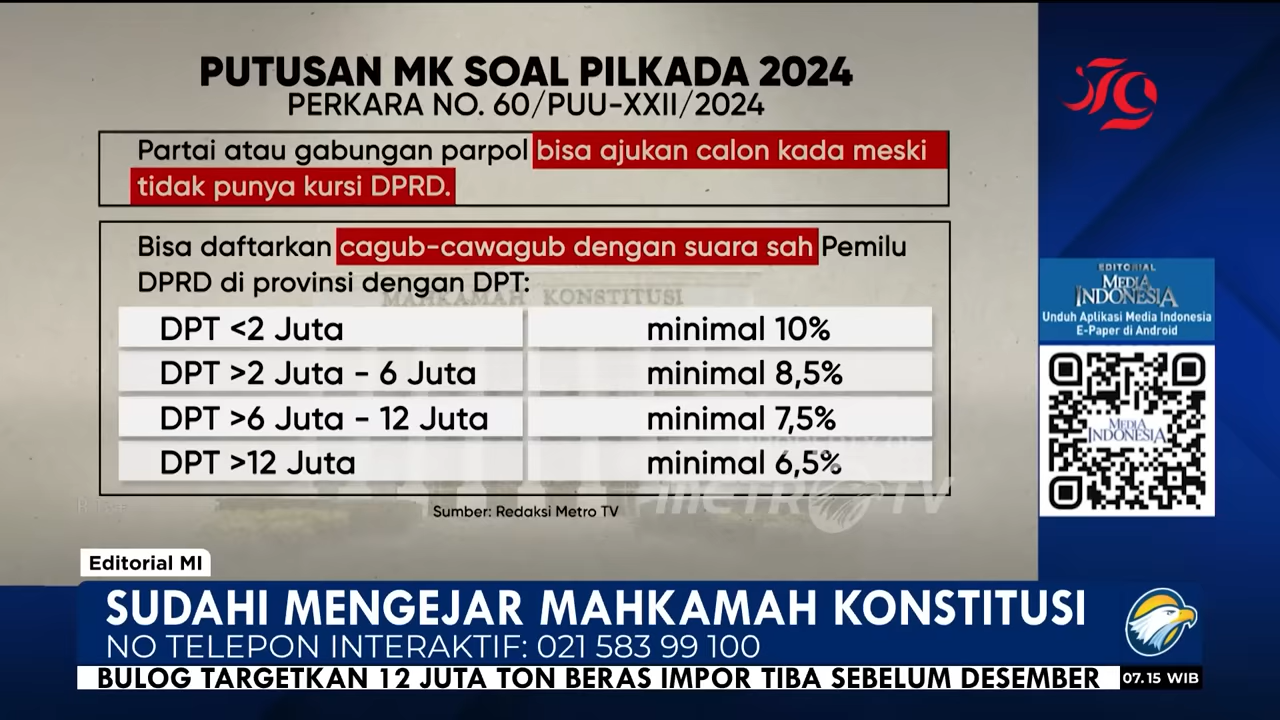 PUTUSAN MK SOAL PILKADA 2024
PERKARA NO. 60/PUU-XXII/2024
Partai atau gabungan parpol bisa ajukan calon kada meski
tidak punya kursi DPRD.
Bisa daftarkan cagub-cawagub dengan suara sah Pemilu
DPRD di provinsi dengan DPT:
MAHKAMAH KONSTITUSI
DPT <2 Juta minimal 10%
DPT >2 Juta - 6 Juta minimal 8,5%
DPT >6 Juta - 12 Juta minimal 7,5%
DPT >12 Juta minimal 6,5%
METRO TV
Sumber: Redaksi Metro TV
79
EDITORIAL
MEDIA
INDONESIA
Unduh Aplikasi Media Indonesia
E-Paper di Android
MEDIA
INDONESIA
Editorial MI
SUDAHI MENGEJAR MAHKAMAH KONSTITUSI
NO TELEPON INTERAKTIF: 021 583 99 100
BULOG TARGETKAN 12 JUTA TON BERAS IMPOR TIBA SEBELUM DESEMBER
07.15 WIB